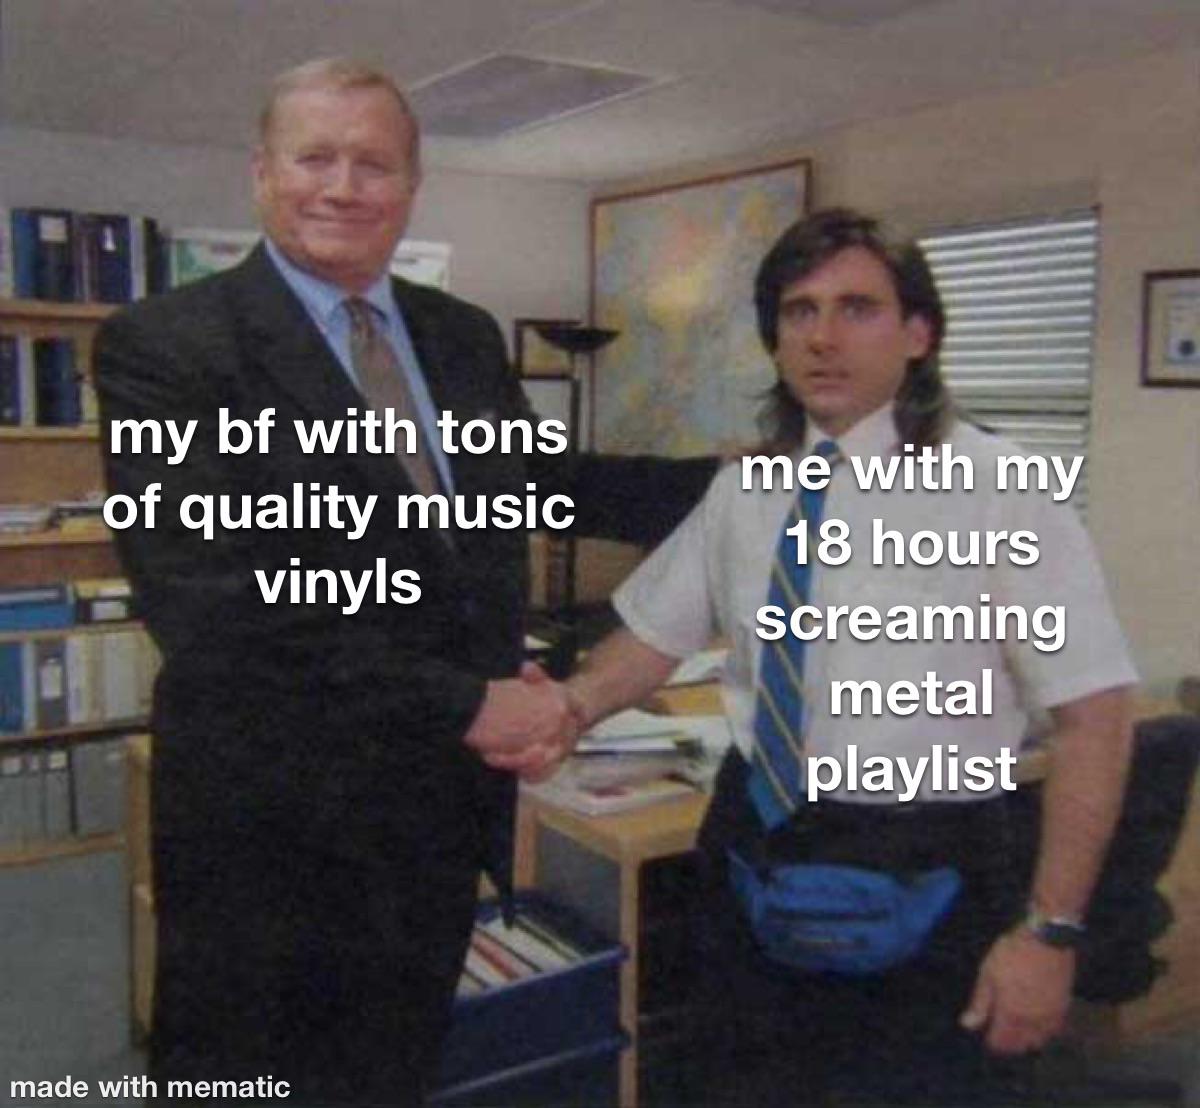 my bf with tons
of quality music
vinyls
me with my
18 hours
screaming
metal
playlist
made with mematic